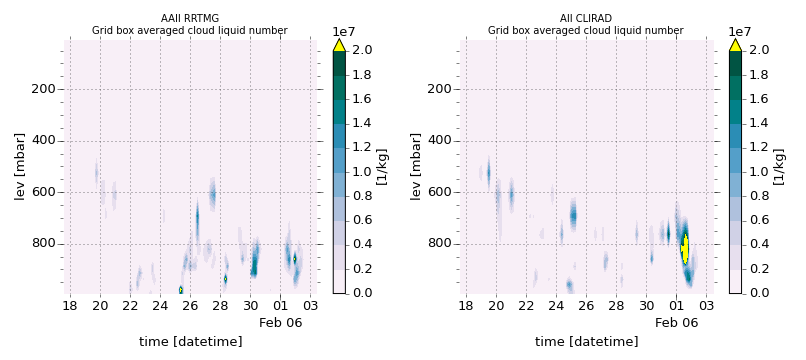 AAII RRTMG
Grid box averaged cloud liquid number
1e7
2.0
1.8
1.6
1.4
1.2
1.0
0.8
0.6
0.4
0.2
0.0
[1/kg]
lev [mbar]
200
400
600
800
18 20 22 24 26 28 30 01 03
Feb 06
time [datetime]
AII CLIRAD
Grid box averaged cloud liquid number
1e7
2.0
1.8
1.6
1.4
1.2
1.0
0.8
0.6
0.4
0.2
0.0
[1/kg]
lev [mbar]
200
400
600
800
18 20 22 24 26 28 30 01 03
Feb 06
time [datetime]